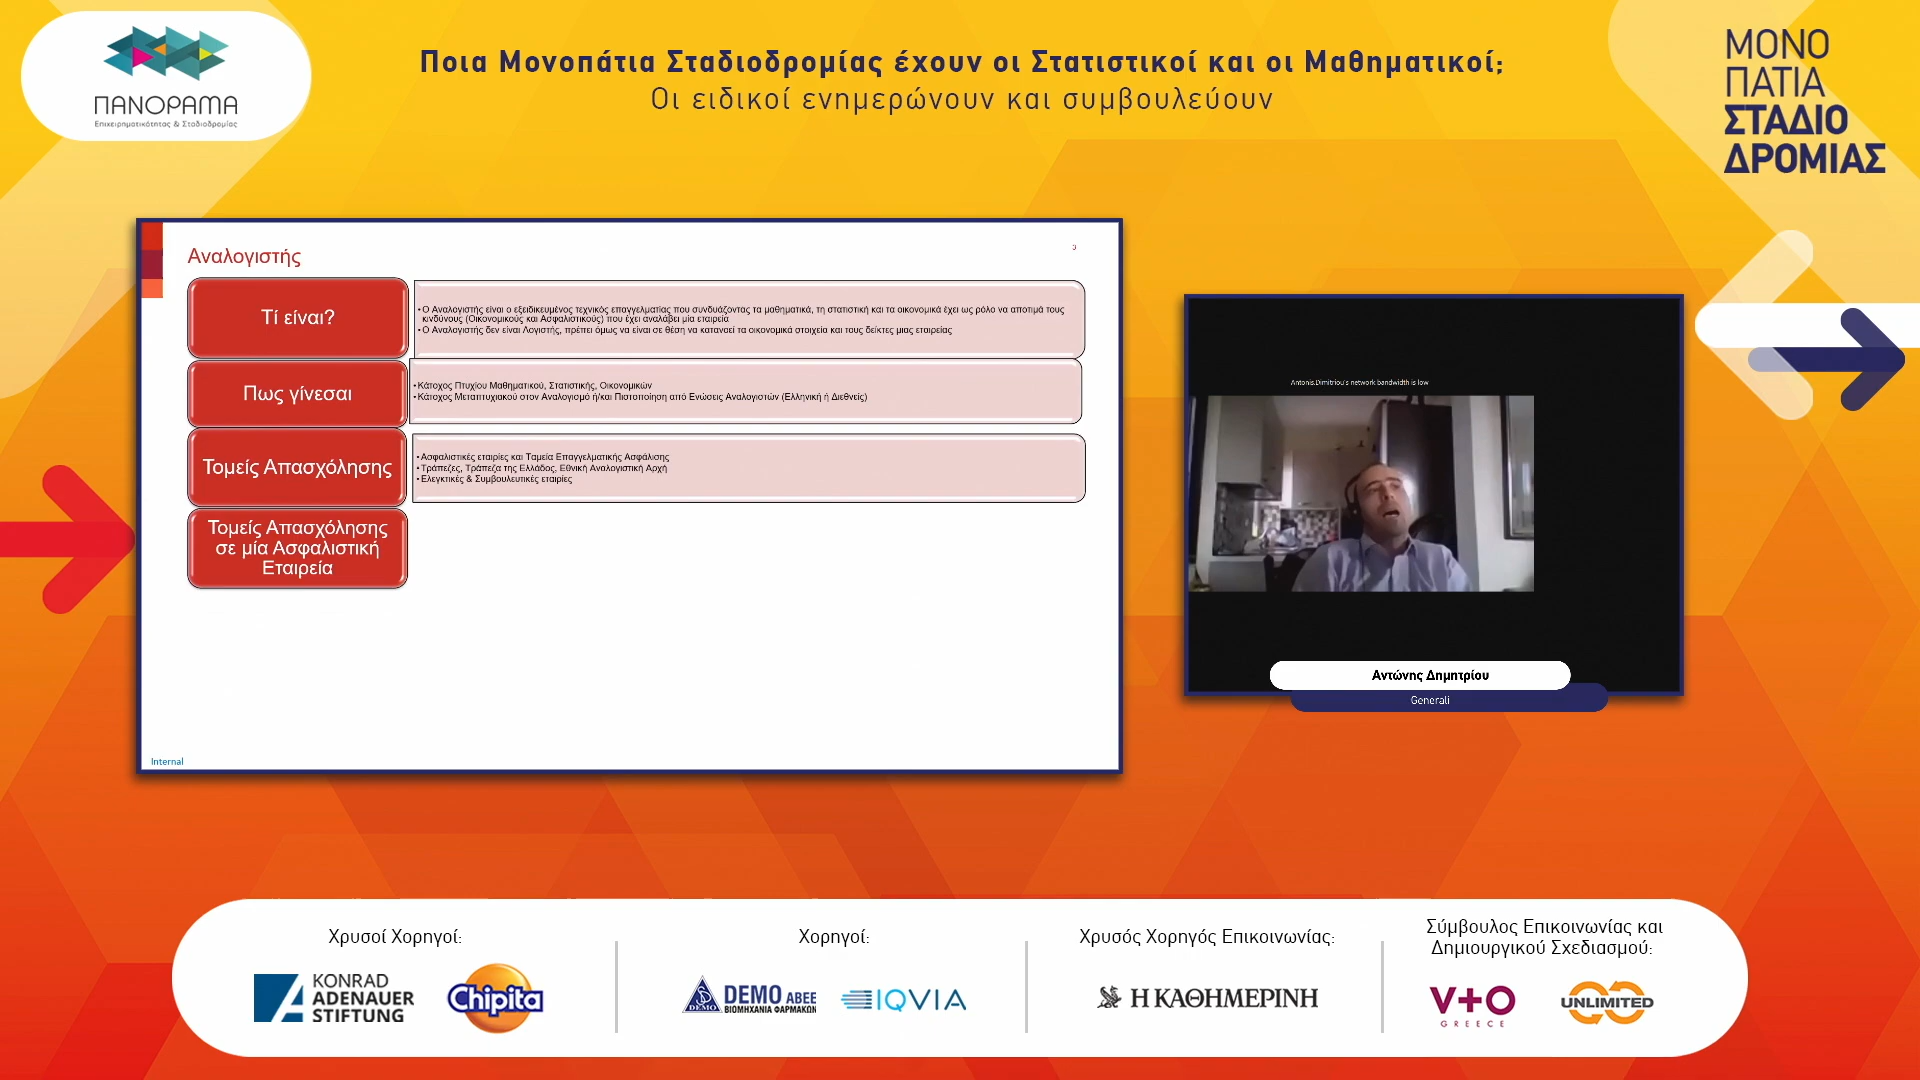 ΠΑΝΟΡΑΜΑ
Επιχειρηματικότητας & Σταδιοδρομίας
Ποια Μονοπάτια Σταδιοδρομίας έχουν οι Στατιστικοί και οι Μαθηματικοί;
Οι ειδικοί ενημερώνουν και συμβουλεύουν
ΜΟΝΟ
ΠΑΤΙΑ
ΣΤΑΔΙΟ
ΔΡΟΜΙΑΣ
Αναλογιστής
3
Τί είναι?
• Ο Αναλογιστής είναι ο εξειδικευμένος τεχνικός επαγγελματίας που συνδυάζοντας τα μαθηματικά, τη στατιστική και τα οικονομικά έχει ως ρόλο να αποτιμά τους
κινδύνους (Οικονομικούς και Ασφαλιστικούς) που έχει αναλάβει μία εταιρεία
• Ο Αναλογιστής δεν είναι Λογιστής, πρέπει όμως να είναι σε θέση να κατανοεί τα οικονομικά στοιχεία και τους δείκτες μιας εταιρείας
Πως γίνεσαι
• Κάτοχος Πτυχίου Μαθηματικού, Στατιστικής, Οικονομικών
• Κάτοχος Μεταπτυχιακού στον Αναλογισμό ή/και Πιστοποίηση από Ενώσεις Αναλογιστών (Ελληνική ή Διεθνείς)
Τομείς Απασχόλησης
• Ασφαλιστικές εταιρίες και Ταμεία Επαγγελματικής Ασφάλισης
• Τράπεζες, Τράπεζα της Ελλάδος, Εθνική Αναλογιστική Αρχή
• Ελεγκτικές & Συμβουλευτικές εταιρίες
Τομείς Απασχόλησης
σε μία Ασφαλιστική
Εταιρεία
Internal
Antonis.Dimitriou's network bandwidth is low
Αντώνης Δημητρίου
Generali
Χρυσοί Χορηγοί:
KONRAD
ADENAUER
STIFTUNG
Chipita
Χορηγοί:
DEMO
DEMO ΑΒΕΕ
ΒΙΟΜΗΧΑΝΙΑ ΦΑΡΜΑΚΩΝ
IQVIA
Χρυσός Χορηγός Επικοινωνίας:
Η ΚΑΘΗΜΕΡΙΝΗ
Σύμβουλος Επικοινωνίας και
Δημιουργικού Σχεδιασμού:
V+O
GREECE
UNLIMITED